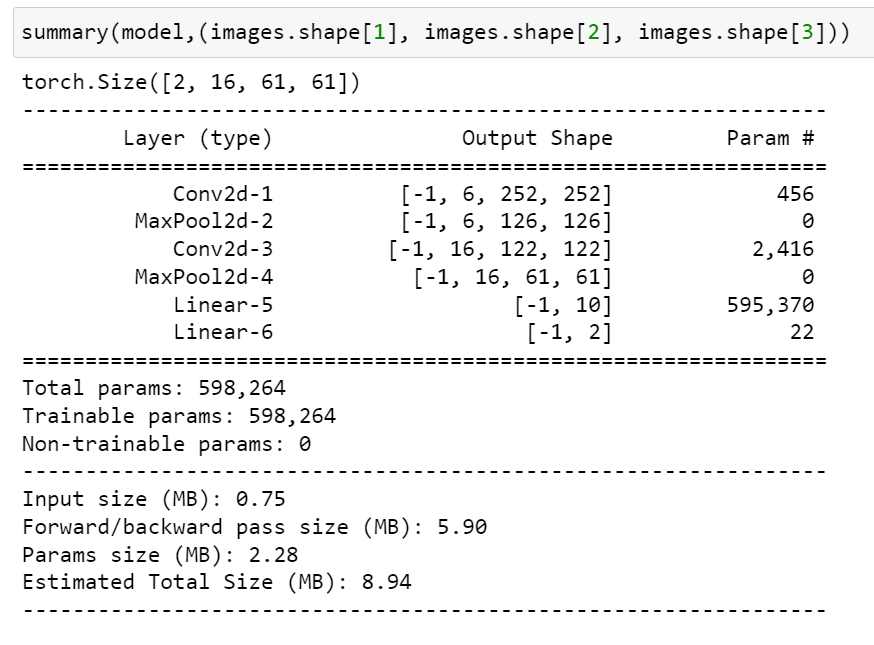 summary(model,(images.shape[1], images.shape[2], images.shape[3]))
torch.Size([2, 16, 61, 61])
----------------------------------------------------------------
        Layer (type)               Output Shape         Param #
================================================================
            Conv2d-1          [-1, 6, 252, 252]             456
         MaxPool2d-2          [-1, 6, 126, 126]               0
            Conv2d-3         [-1, 16, 122, 122]           2,416
         MaxPool2d-4           [-1, 16, 61, 61]               0
            Linear-5                   [-1, 10]         595,370
            Linear-6                    [-1, 2]              22
================================================================
Total params: 598,264
Trainable params: 598,264
Non-trainable params: 0
----------------------------------------------------------------
Input size (MB): 0.75
Forward/backward pass size (MB): 5.90
Params size (MB): 2.28
Estimated Total Size (MB): 8.94
----------------------------------------------------------------